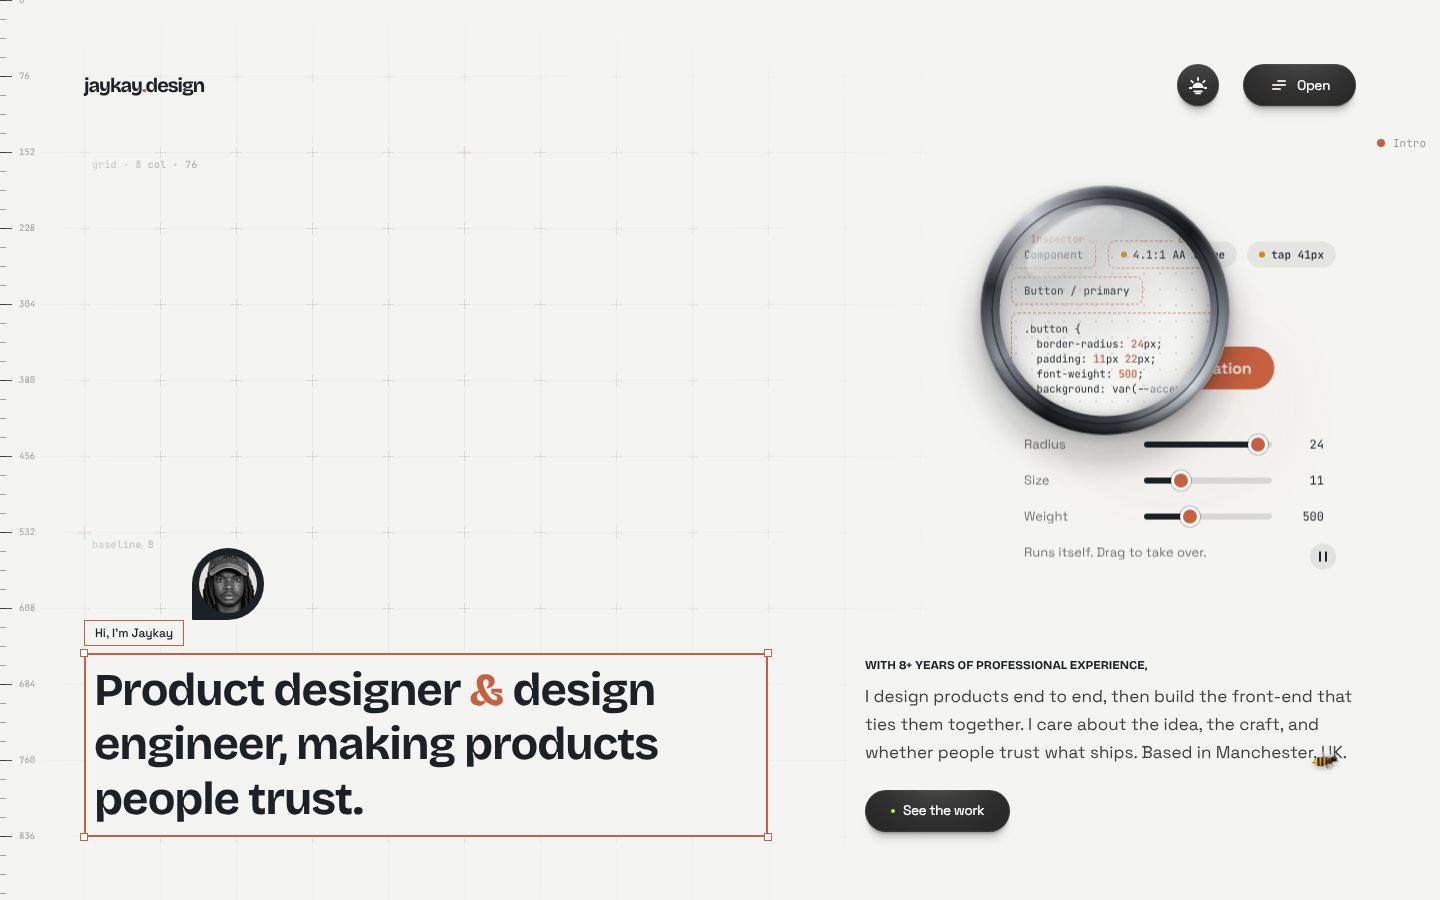 0
76
152
228
304
380
456
532
608
684
760
836
jaykay.design
Open
Intro
grid · 8 col · 76
Inspector
Component
4.1:1 AA
tap 41px
Button / primary
.button {
border-radius: 24px;
padding: 11px 22px;
font-weight: 500;
background: var(--acce
ation
Radius
24
Size
11
Weight
500
Runs itself. Drag to take over.
baseline 8
Hi, I'm Jaykay
Product designer & design
engineer, making products
people trust.
WITH 8+ YEARS OF PROFESSIONAL EXPERIENCE,
I design products end to end, then build the front-end that
ties them together. I care about the idea, the craft, and
whether people trust what ships. Based in Manchester, UK.
See the work